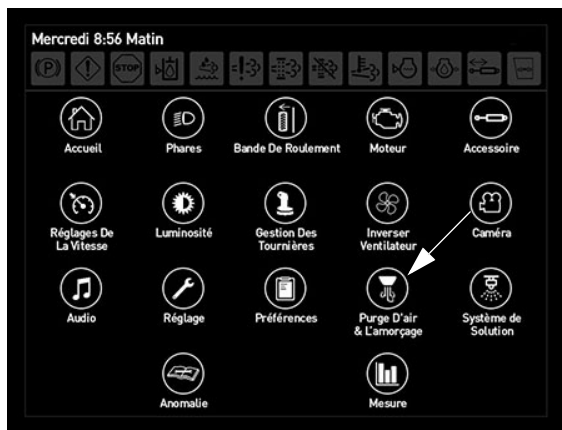 Mercredi 8:56 Matin
(P) STOP
Accueil Phares Bande De Roulement Moteur Accessoire
Réglages De La Vitesse Luminosité Gestion Des Tournières Inverser Ventilateur Caméra
Audio Réglage Préférences Purge D'air & L'amorçage Système de Solution
Anomalie Mesure